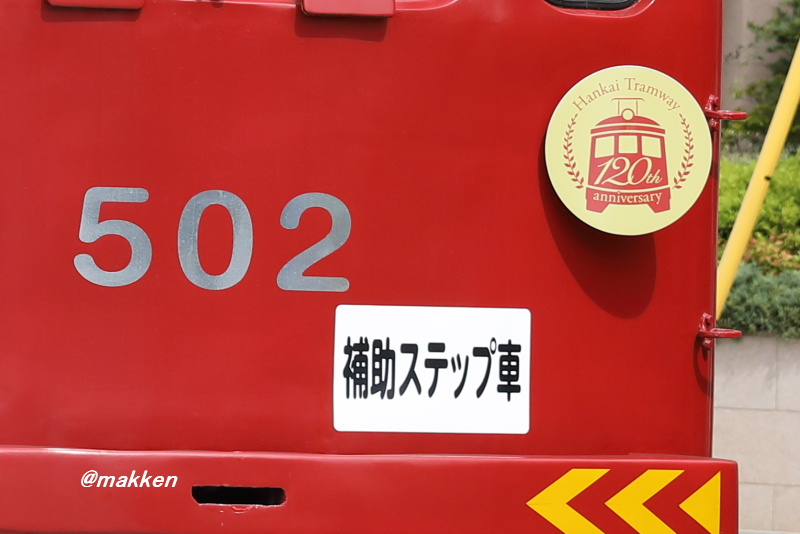 Hankai Tramway
120th
anniversary
502
補助ステップ車
@makken